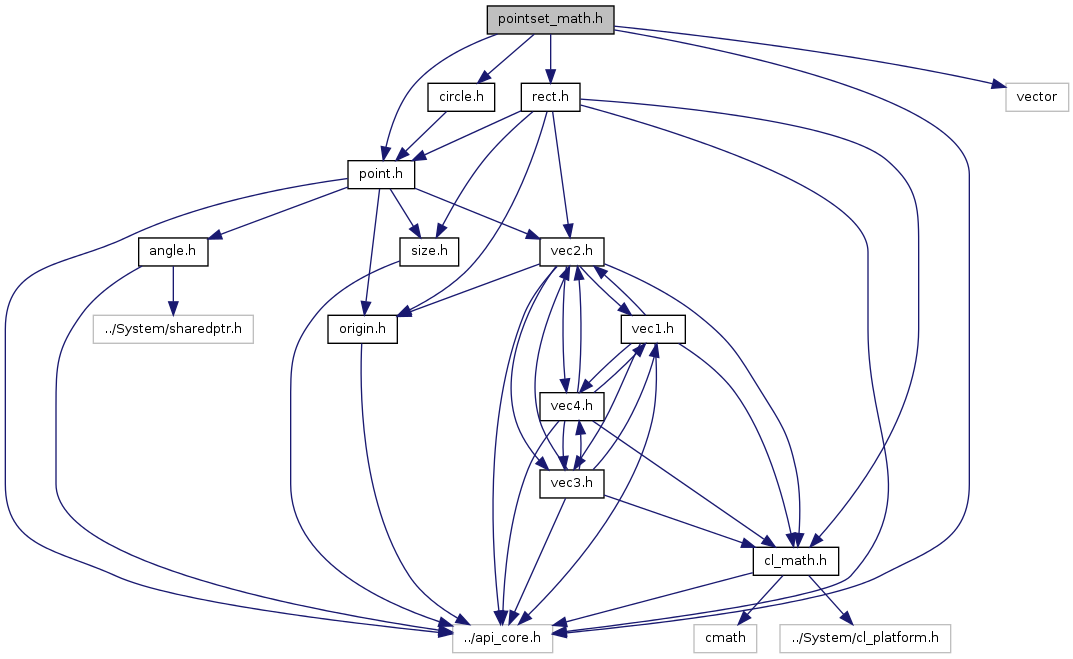 pointset_math.h
circle.h
rect.h
vector
point.h
angle.h
size.h
vec2.h
../System/sharedptr.h
origin.h
vec1.h
vec4.h
vec3.h
cl_math.h
../api_core.h
cmath
../System/cl_platform.h